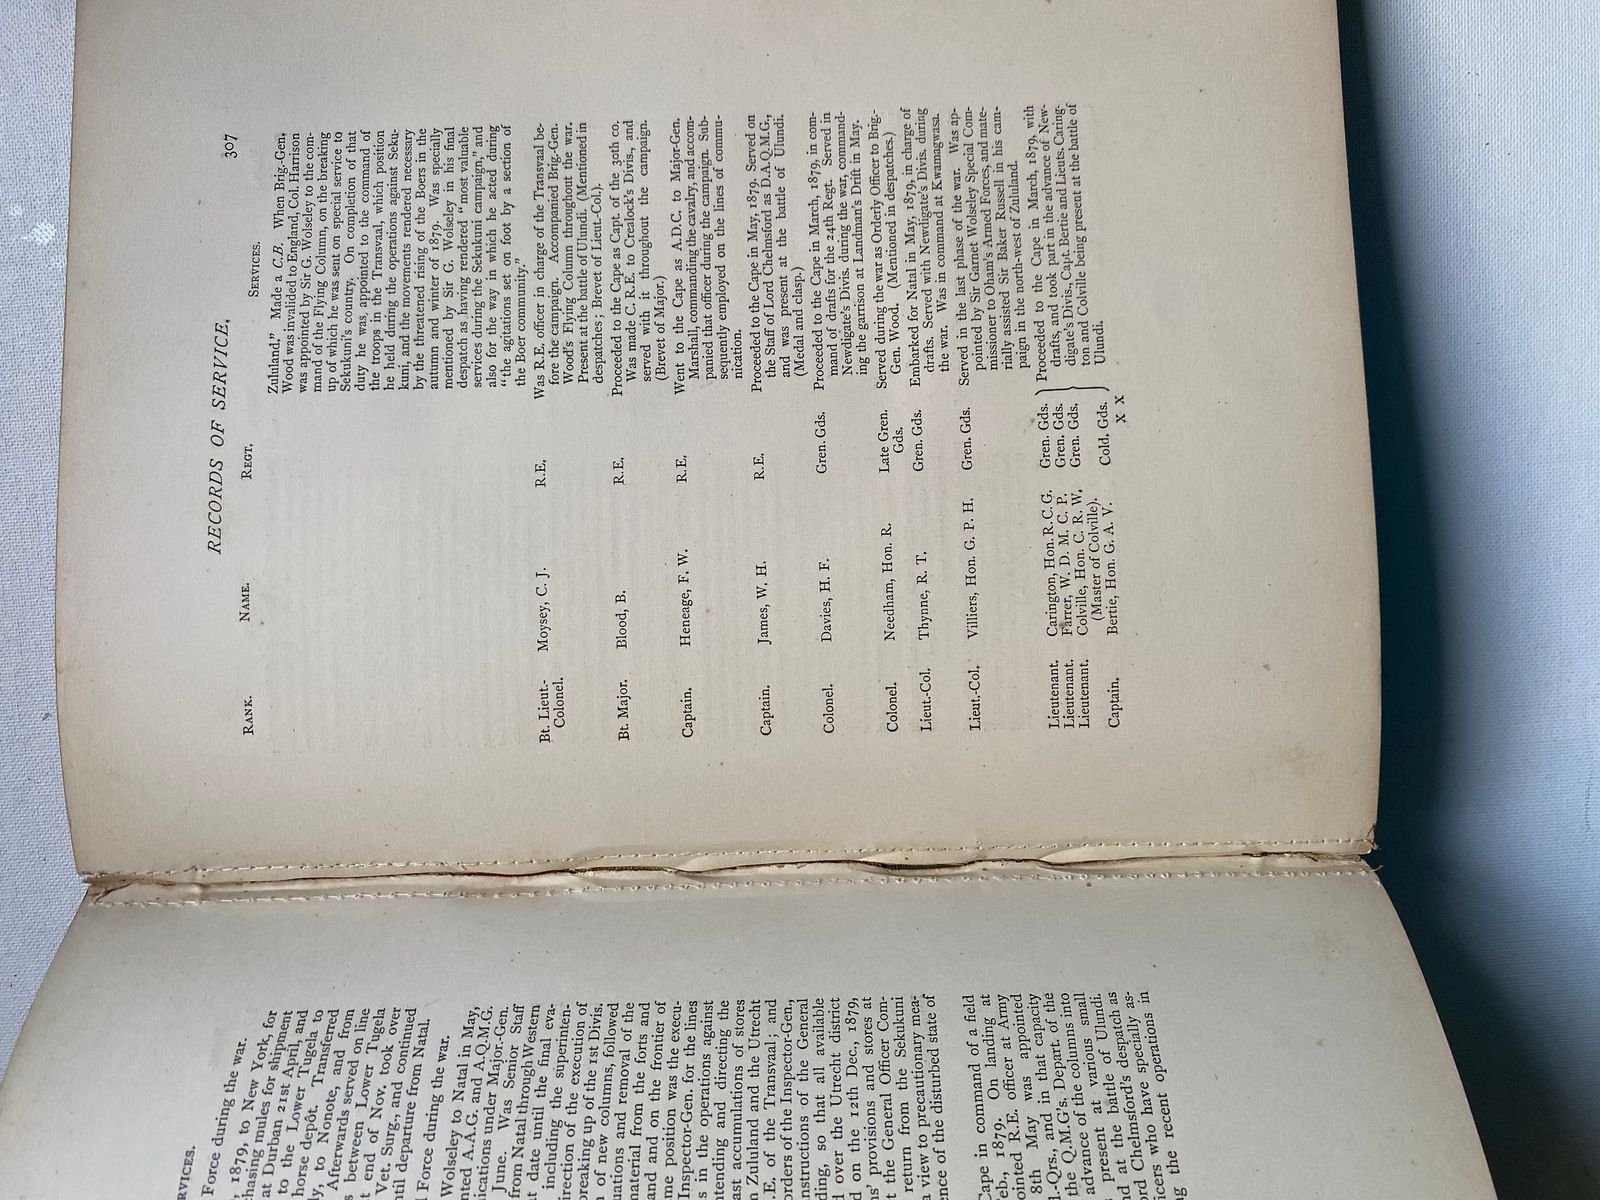 RVICES.
Force during the war.
, 1879, to New York, for
hasing mules for shipment
at Durban 21st April, and
to the Lower Tugela to
horse depôt. Transferred
ly, to Nonote, and from
Afterwards served on line
s between Lower Tugela
t end of Nov. took over
Vet. Surg., and continued
ntil departure from Natal.
l Force during the war.
Wolseley to Natal in May,
nted A.A.G. and A.Q.M.G.
ications under Major.-Gen.
June. Was Senior Staff
from Natal through Western
t date until the final eva-
including the superinten-
irection of the execution of
reaking up of the 1st Divis.
n of new columns, followed
uations and removal of the
material from the forts and
and and on the frontier of
me position was the execu-
Inspector-Gen. for the lines
s in the operations against
ntending and directing the
ast accumulations of stores
n Zululand and the Utrecht
.E. of the Transvaal; and
orders of the Inspector-Gen.,
nstructions of the General
ding, so that all available
l over the Utrecht district
d on the 12th Dec., 1879,
ns' provisions and stores at
t the General Officer Com-
return from the Sekukuni
a view to precautionary mea-
ence of the disturbed state of
Cape in command of a field
eb., 1879. On landing at
ointed R.E. officer at Army
8th May was appointed
l.-Qrs., and in that capacity
the Q.M.G's. Depart. of the
advance of the columns into
present at various small
d at the battle of Ulundi.
nd Chelmsford's despatch as
icers who have specially as-
g the recent operations in
RECORDS OF SERVICE. 307
RANK. NAME. REGT. SERVICES.
Zululand." Made a C.B. When Brig.-Gen.
Wood was invalided to England, Col. Harrison
was appointed by Sir G. Wolseley to the com-
mand of the Flying Column, on the breaking
up of which he was sent on special service to
Sekukuni's country. On completion of that
duty he was appointed to the command of
the troops in the Transvaal, which position
he held during the operations against Seku-
kuni, and the movements rendered necessary
by the threatened rising of the Boers in the
autumn and winter of 1879. Was specially
mentioned by Sir G. Wolseley in his final
despatch as having rendered "most valuable
services during the Sekukuni campaign," and
also for the way in which he acted during
"the agitations set on foot by a section of
the Boer community."
Bt. Lieut.- Moysey, C. J. R.E. Was R.E. officer in charge of the Transvaal be-
Colonel. fore the campaign. Accompanied Brig.-Gen.
Wood's Flying Column throughout the war.
Present at the battle of Ulundi. (Mentioned in
despatches; Brevet of Lieut.-Col.).
Bt. Major. Blood, B. R.E. Proceeded to the Cape as Capt. of the 30th co.
Was made C.R.E. to Crealock's Divis., and
served with it throughout the campaign.
(Brevet of Major.)
Captain. Heneage, F. W. R.E. Went to the Cape as A.D.C. to Major-Gen.
Marshall, commanding the cavalry, and accom-
panied that officer during the campaign. Sub-
sequently employed on the lines of commu-
nication.
Captain. James, W. H. R.E. Proceeded to the Cape in May, 1879. Served on
the Staff of Lord Chelmsford as D.A.Q.M.G.,
and was present at the battle of Ulundi.
(Medal and clasp.)
Colonel. Davies, H. F. Gren. Gds. Proceeded to the Cape in March, 1879, in com-
mand of drafts for the 24th Regt. Served in
Newdigate's Divis. during the war, command-
ing the garrison at Landman's Drift in May.
Colonel. Needham, Hon. R. Late Gren. Served during the war as Orderly Officer to Brig.-
Gds. Gen. Wood. (Mentioned in despatches.)
Lieut.-Col. Thynne, R. T. Gren. Gds. Embarked for Natal in May, 1879, in charge of
drafts. Served with Newdigate's Divis. during
the war. Was in command at Kwamagwasa.
Lieut.-Col. Villiers, Hon. G. P. H. Gren. Gds. Served in the last phase of the war. Was ap-
pointed by Sir Garnet Wolseley Special Com-
missioner to Oham's Armed Forces, and mate-
rially assisted Sir Baker Russell in his cam-
paign in the north-west of Zululand.
Lieutenant. Carington, Hon. R. C. G. Gren. Gds. Proceeded to the Cape in March, 1879, with
Lieutenant. Farrer, W. D. M. C. P. Gren. Gds. drafts, and took part in the advance of New-
Lieutenant. Colville, Hon. C. R. W. Gren. Gds. digate's Divis., Capt. Bertie and Lieuts. Caring-
(Master of Colville). ton and Colville being present at the battle of
Captain. Bertie, Hon. G. A. V. Cold. Gds. Ulundi.
X X